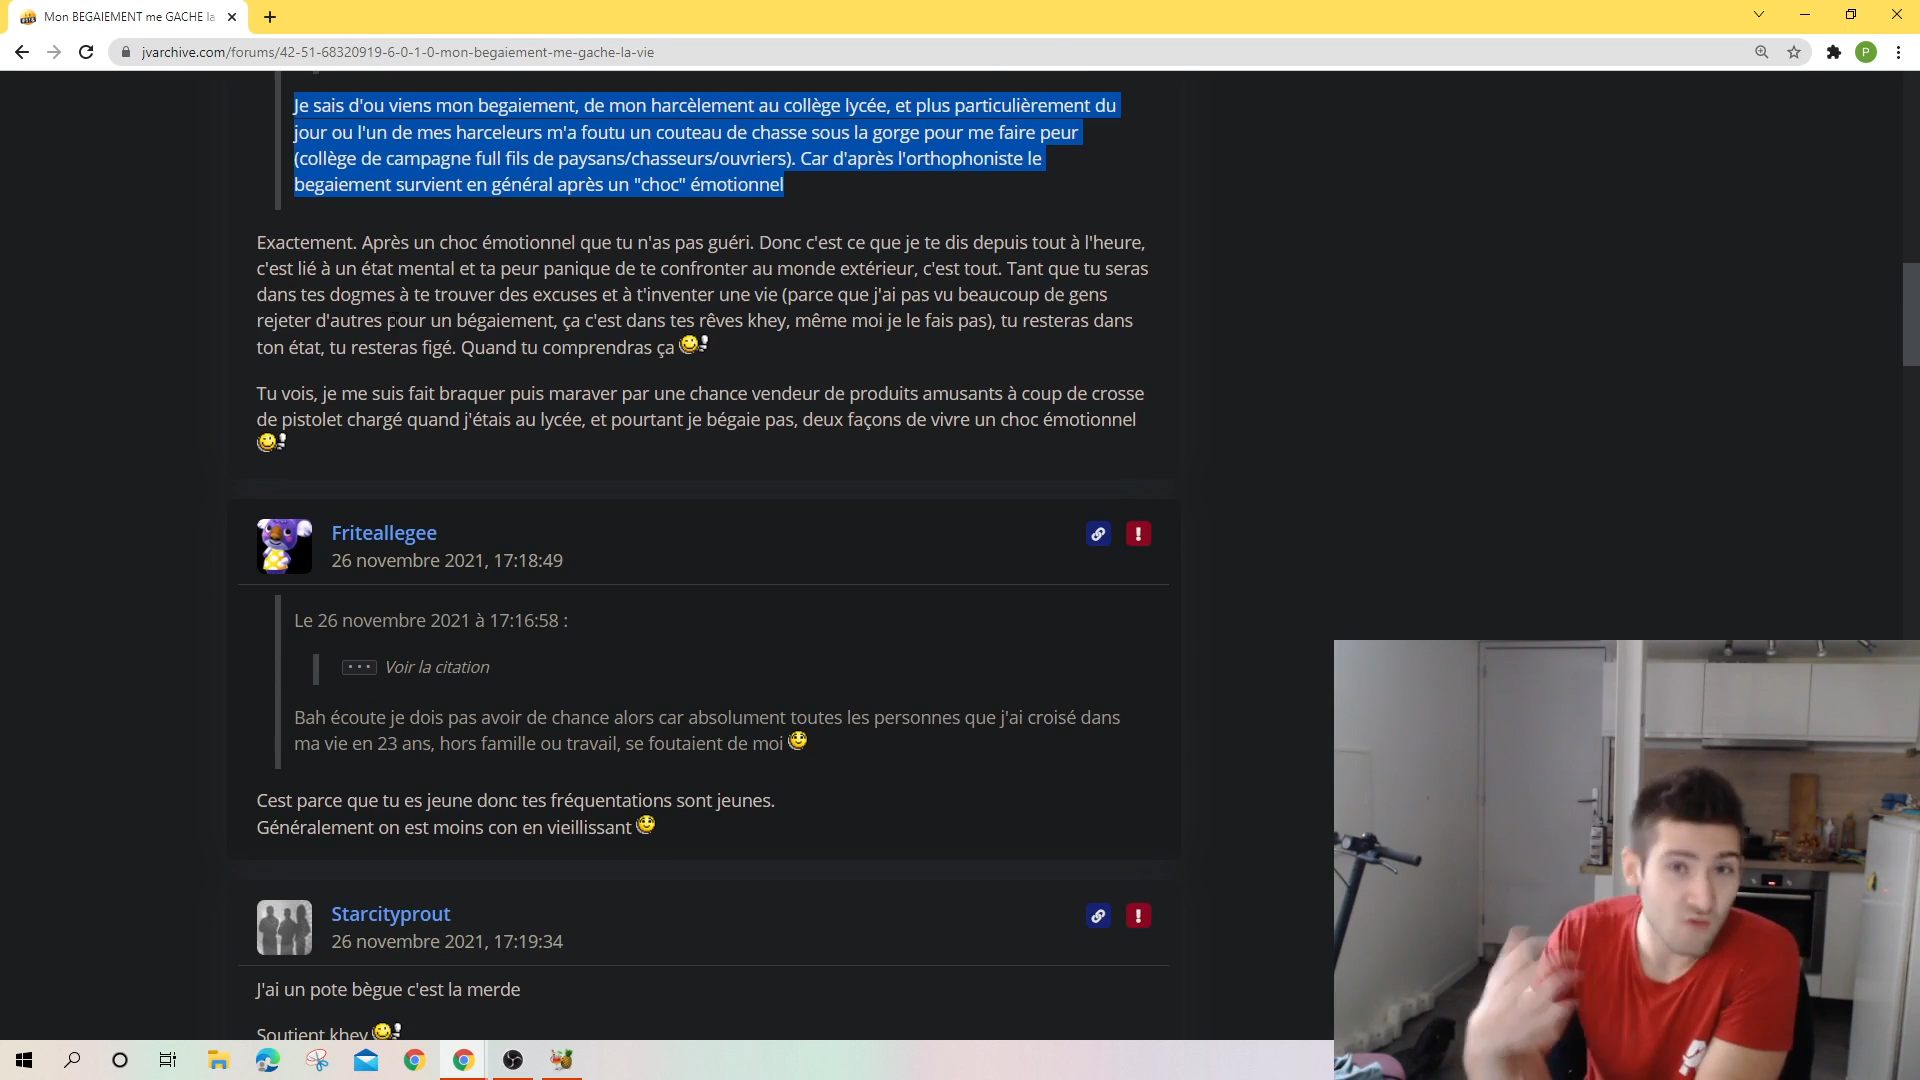 Mon BEGAIEMENT me GACHE la
jvarchive.com/forums/42-51-68320919-6-0-1-0-mon-begaiement-me-gache-la-vie
P
Je sais d'ou viens mon begaiement, de mon harcèlement au collège lycée, et plus particulièrement du
jour ou l'un de mes harceleurs m'a foutu un couteau de chasse sous la gorge pour me faire peur
(collège de campagne full fils de paysans/chasseurs/ouvriers). Car d'après l'orthophoniste le
begaiement survient en général après un "choc" émotionnel
Exactement. Après un choc émotionnel que tu n'as pas guéri. Donc c'est ce que je te dis depuis tout à l'heure,
c'est lié à un état mental et ta peur panique de te confronter au monde extérieur, c'est tout. Tant que tu seras
dans tes dogmes à te trouver des excuses et à t'inventer une vie (parce que j'ai pas vu beaucoup de gens
rejeter d'autres pour un bégaiement, ça c'est dans tes rêves khey, même moi je le fais pas), tu resteras dans
ton état, tu resteras figé. Quand tu comprendras ça
Tu vois, je me suis fait braquer puis maraver par une chance vendeur de produits amusants à coup de crosse
de pistolet chargé quand j'étais au lycée, et pourtant je bégaie pas, deux façons de vivre un choc émotionnel
Friteallegee
26 novembre 2021, 17:18:49
Le 26 novembre 2021 à 17:16:58 :
Voir la citation
Bah écoute je dois pas avoir de chance alors car absolument toutes les personnes que j'ai croisé dans
ma vie en 23 ans, hors famille ou travail, se foutaient de moi
Cest parce que tu es jeune donc tes fréquentations sont jeunes.
Généralement on est moins con en vieillissant
Starcityprout
26 novembre 2021, 17:19:34
J'ai un pote bègue c'est la merde
Soutient khey